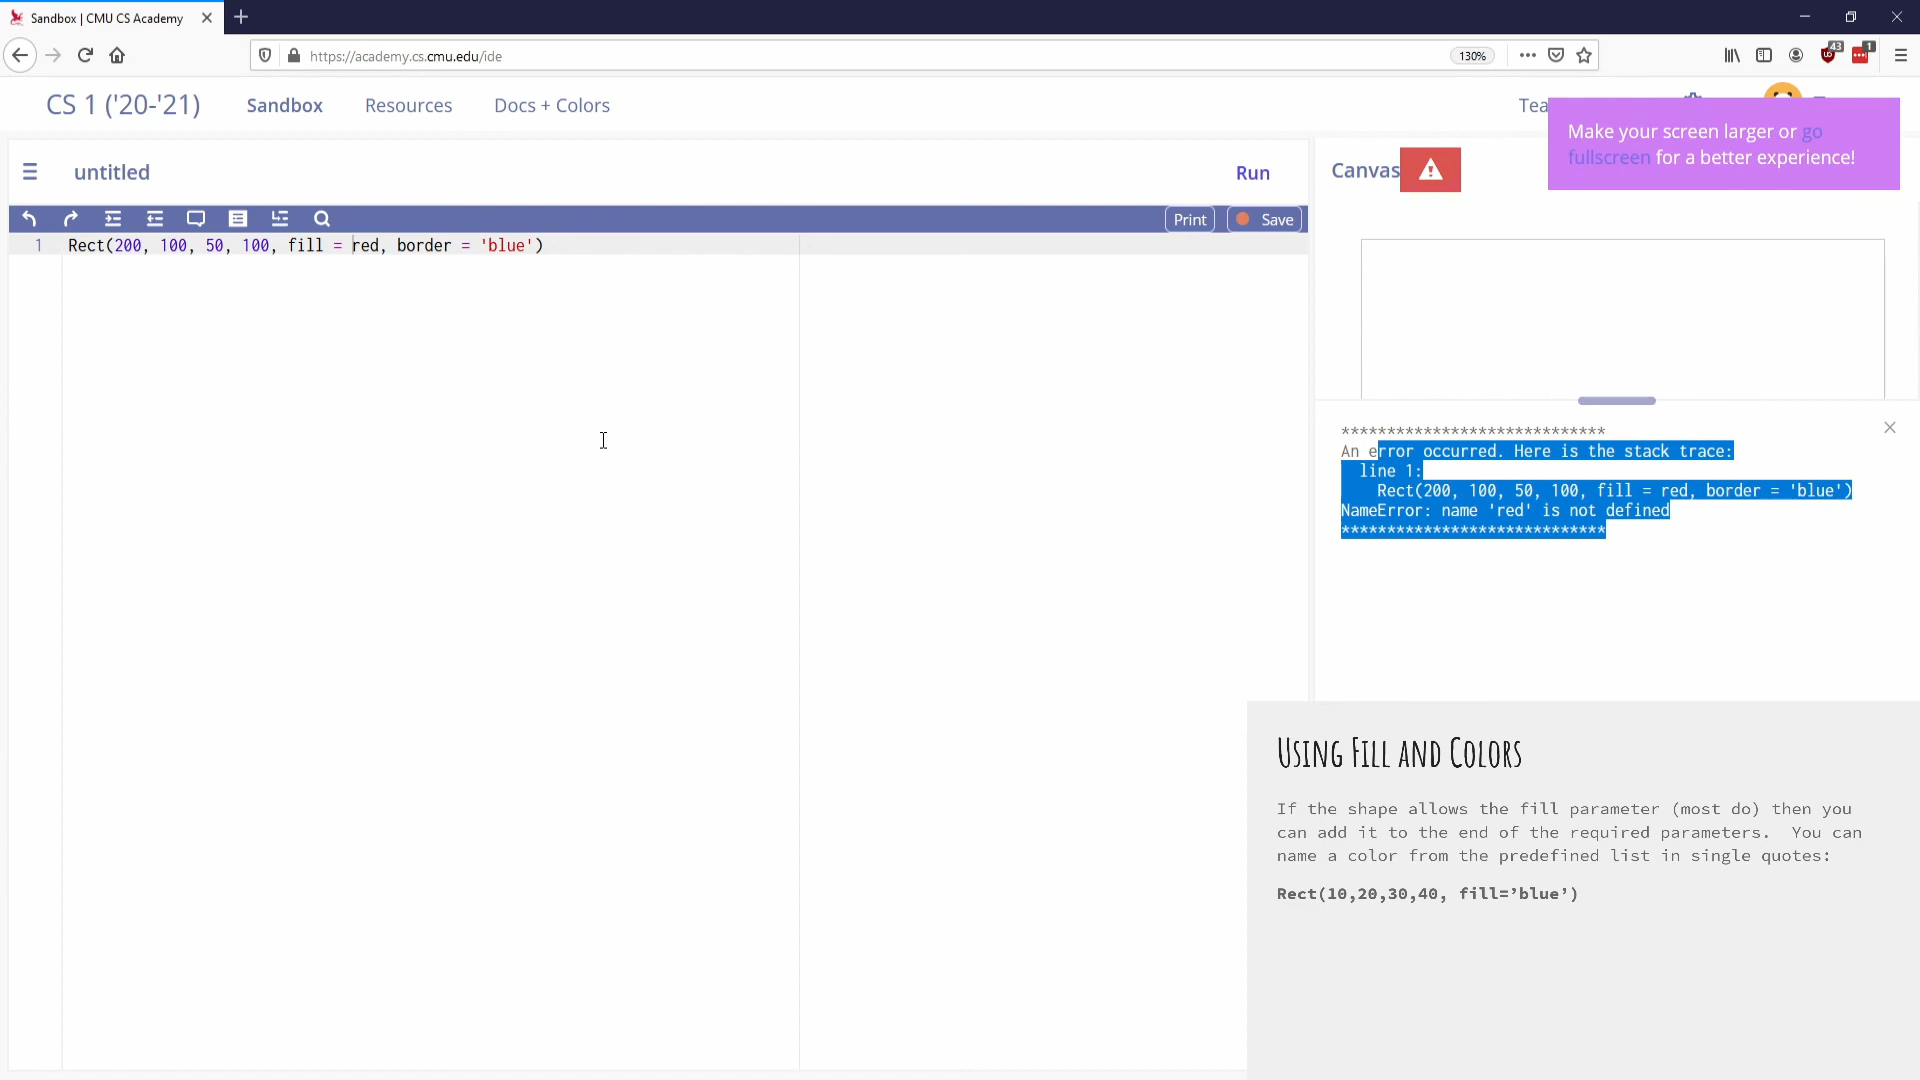 Sandbox | CMU CS Academy
https://academy.cs.cmu.edu/ide
130%
43
1
CS 1 ('20-'21)
Sandbox
Resources
Docs + Colors
Make your screen larger or go
fullscreen for a better experience!
untitled
Run
Canvas
Print
Save
1
Rect(200, 100, 50, 100, fill = red, border = 'blue')
*****************************
An error occurred. Here is the stack trace:
line 1:
Rect(200, 100, 50, 100, fill = red, border = 'blue')
NameError: name 'red' is not defined
*****************************
Using Fill and Colors
If the shape allows the fill parameter (most do) then you
can add it to the end of the required parameters. You can
name a color from the predefined list in single quotes:
Rect(10,20,30,40, fill=’blue’)